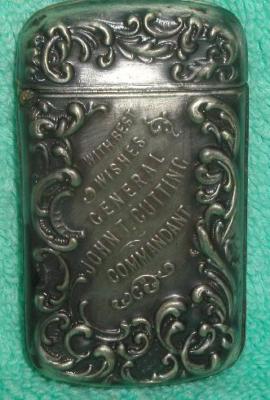 WITH BEST
WISHES
GENERAL
JOHN T. CUTTING
COMMANDANT